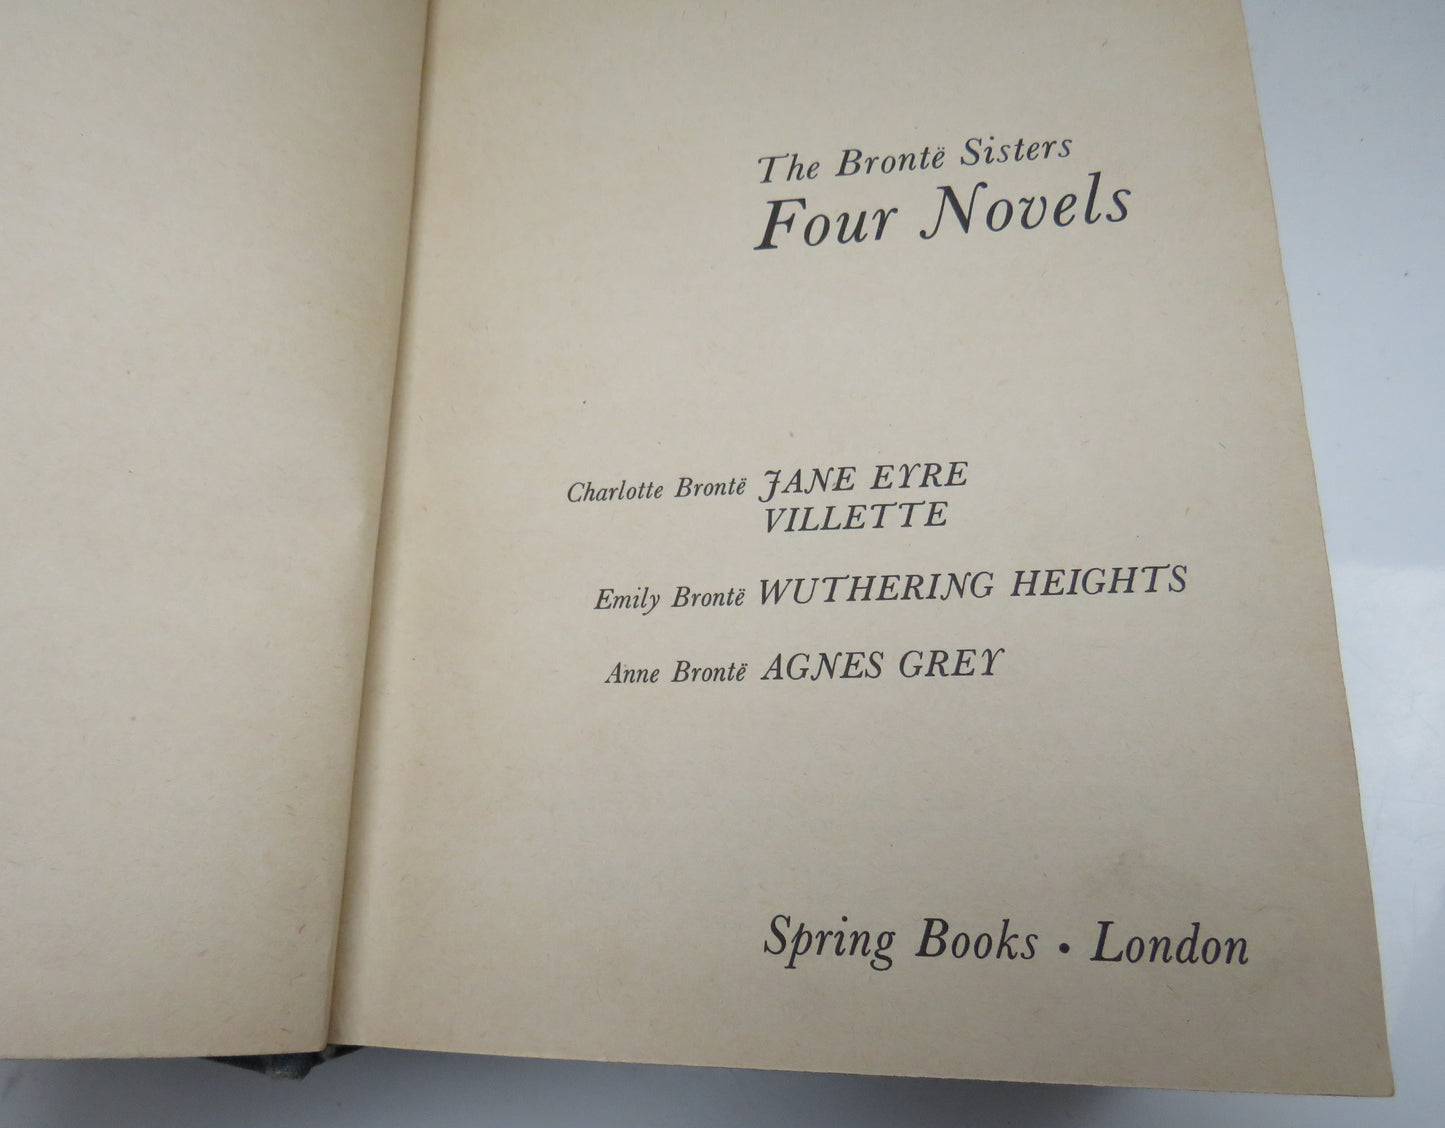 The Brontë Sisters
Four Novels
Charlotte Brontë JANE EYRE
VILLETTE
Emily Brontë WUTHERING HEIGHTS
Anne Brontë AGNES GREY
Spring Books • London